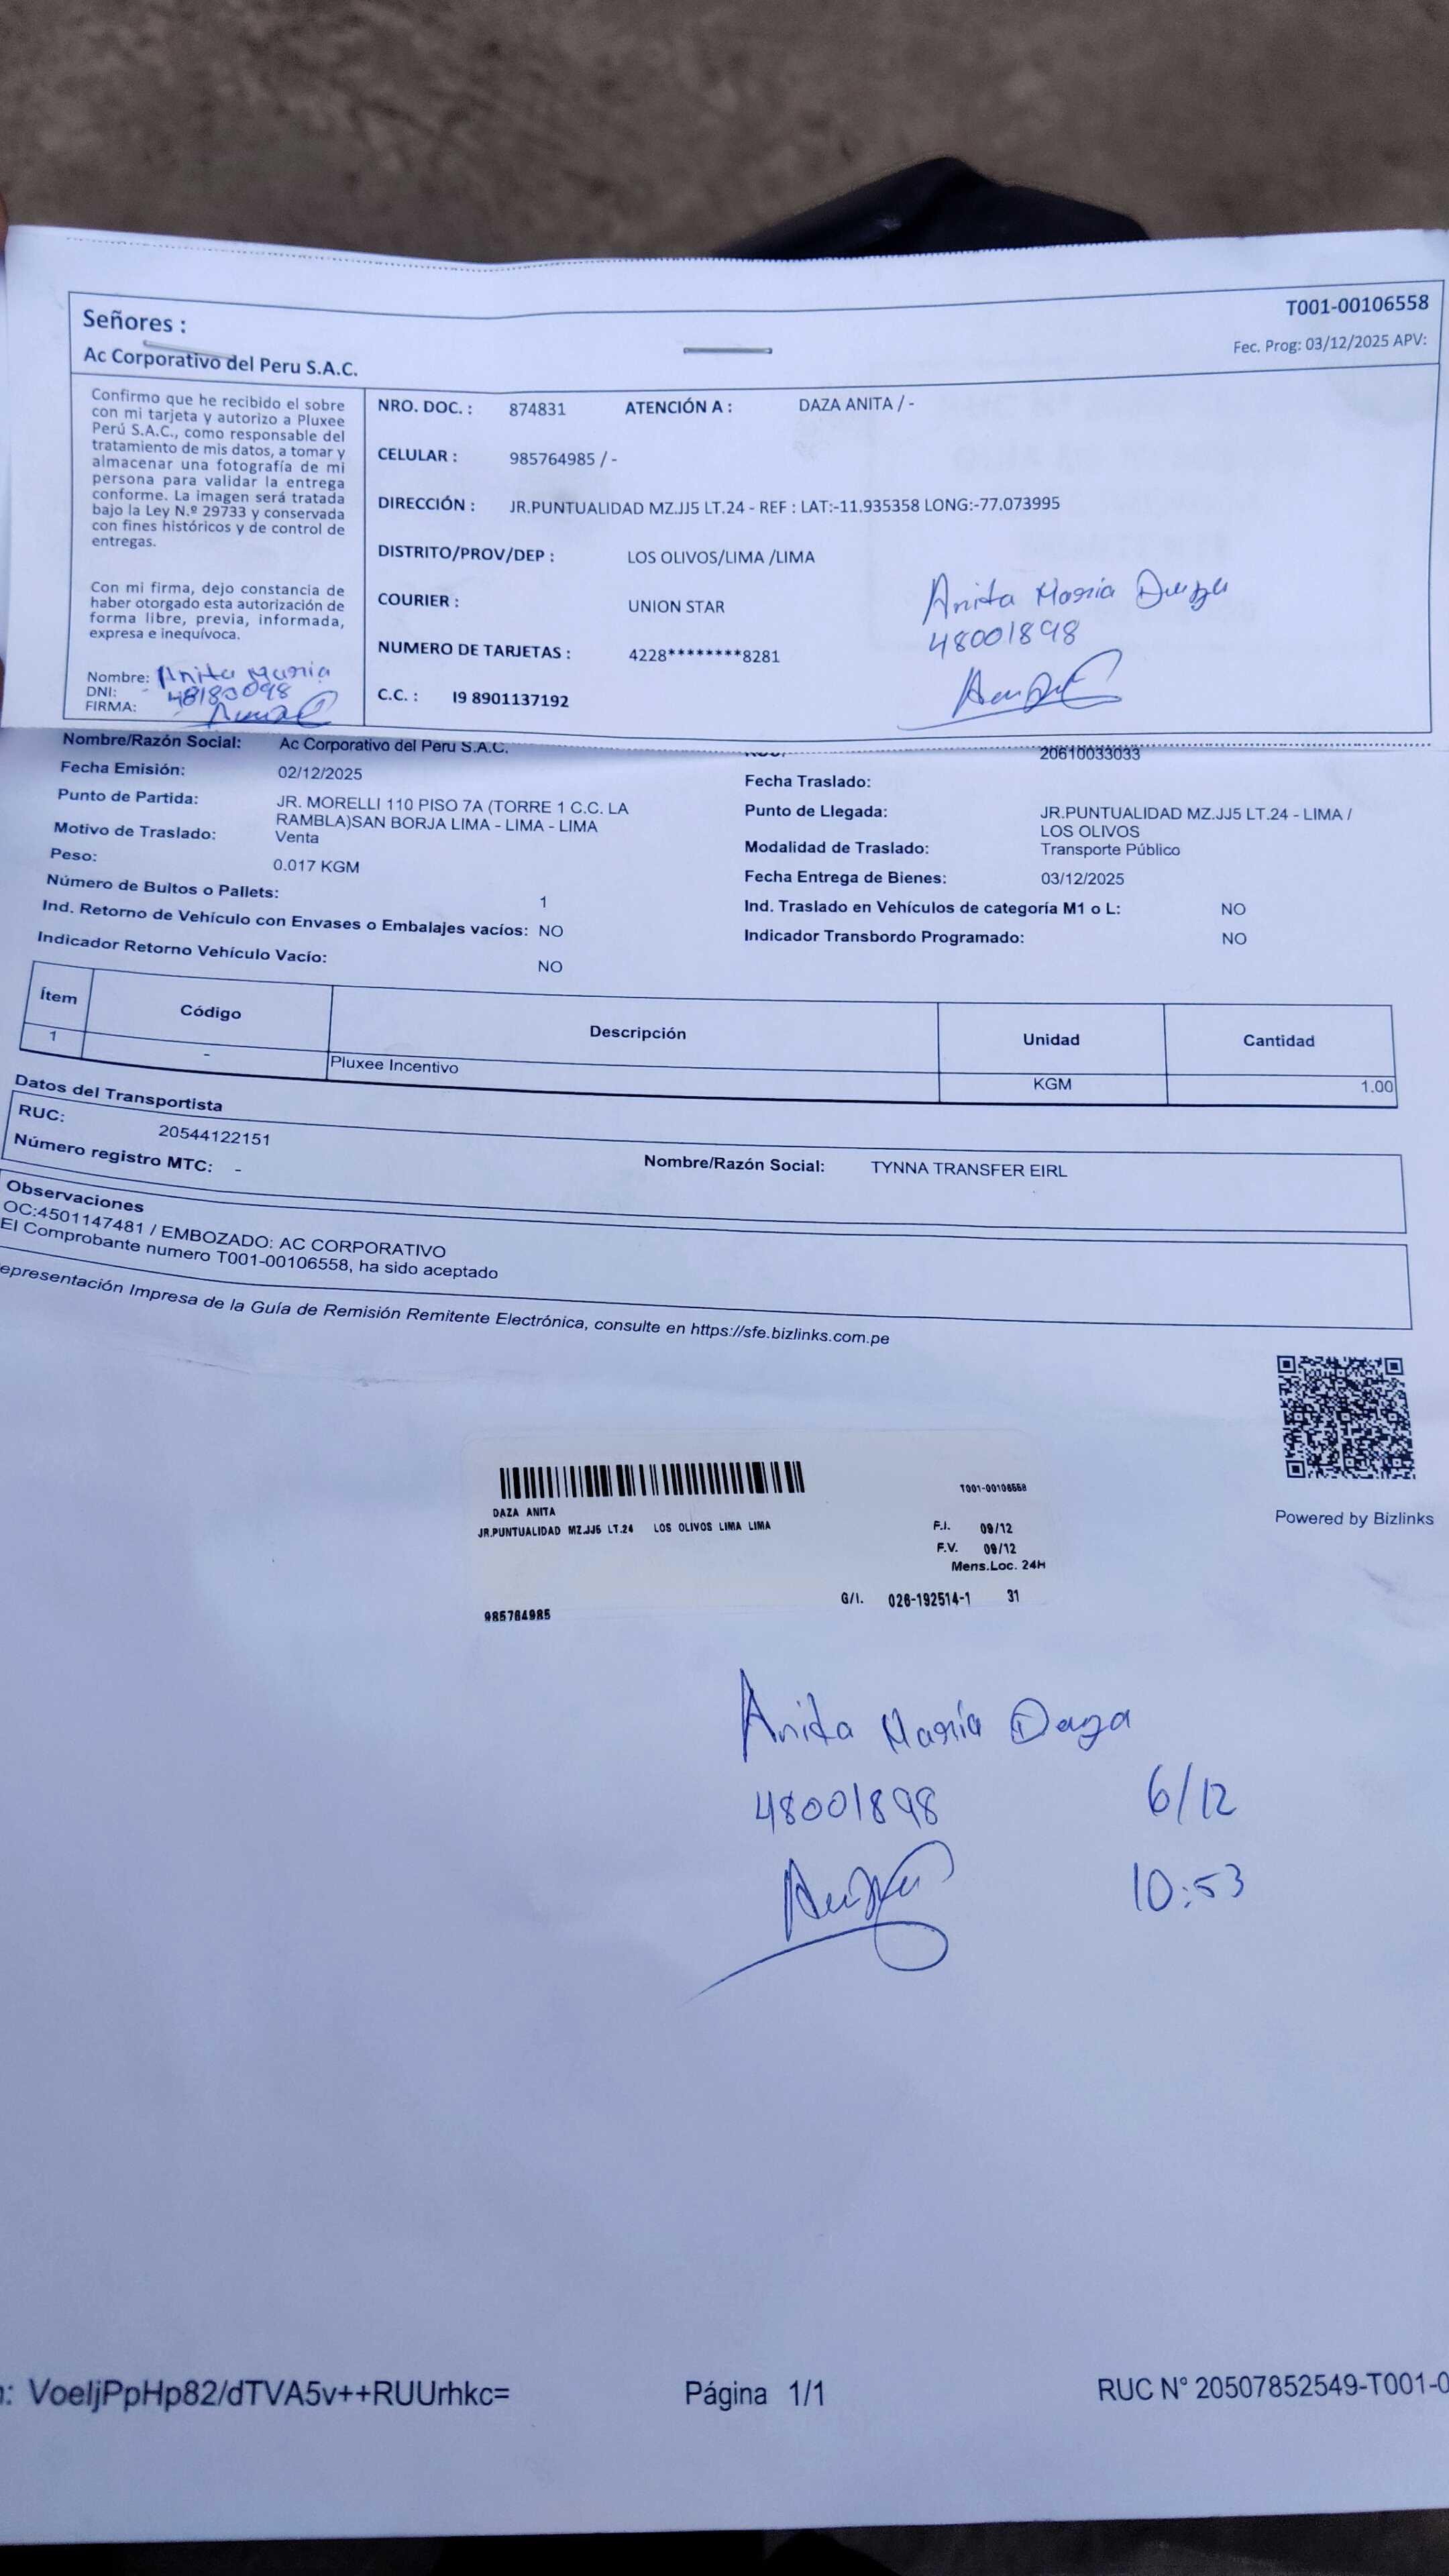 T001-00106558
Señores :
Fec. Prog: 03/12/2025 APV:
Ac Corporativo del Peru S.A.C.
Confirmo que he recibido el sobre
con mi tarjeta y autorizo a Pluxee
Perú S.A.C., como responsable del
tratamiento de mis datos, a tomar y
almacenar una fotografía de mi
persona para validar la entrega
conforme. La imagen será tratada
bajo la Ley N.º 29733 y conservada
con fines históricos y de control de
entregas.
Con mi firma, dejo constancia de
haber otorgado esta autorización de
forma libre, previa, informada,
expresa e inequívoca.
Nombre: Anita Maria
DNI:
FIRMA:
NRO. DOC. : 874831 ATENCIÓN A : DAZA ANITA / -
CELULAR : 985764985 / -
DIRECCIÓN : JR.PUNTUALIDAD MZ.JJ5 LT.24 - REF : LAT:-11.935358 LONG:-77.073995
DISTRITO/PROV/DEP : LOS OLIVOS/LIMA /LIMA
COURIER : UNION STAR
NUMERO DE TARJETAS : 4228********8281
C.C. : I9 8901137192
Anita María
48001898
Nombre/Razón Social: Ac Corporativo del Peru S.A.C.
20610033033
Fecha Emisión: 02/12/2025
Fecha Traslado:
Punto de Partida: JR. MORELLI 110 PISO 7A (TORRE 1 C.C. LA
RAMBLA)SAN BORJA LIMA - LIMA - LIMA
Punto de Llegada: JR.PUNTUALIDAD MZ.JJ5 LT.24 - LIMA /
LOS OLIVOS
Motivo de Traslado: Venta
Modalidad de Traslado: Transporte Público
Peso: 0.017 KGM
Fecha Entrega de Bienes: 03/12/2025
Número de Bultos o Pallets: 1
Ind. Traslado en Vehículos de categoría M1 o L: NO
Ind. Retorno de Vehículo con Envases o Embalajes vacíos: NO
Indicador Transbordo Programado: NO
Indicador Retorno Vehículo Vacío: NO
Ítem Código Descripción Unidad Cantidad
1 - Pluxee Incentivo KGM 1.00
Datos del Transportista
RUC: 20544122151
Nombre/Razón Social: TYNNA TRANSFER EIRL
Número registro MTC: -
Observaciones
OC:4501147481 / EMBOZADO: AC CORPORATIVO
El Comprobante numero T001-00106558, ha sido aceptado
epresentación Impresa de la Guía de Remisión Remitente Electrónica, consulte en https://sfe.bizlinks.com.pe
Powered by Bizlinks
T001-00106558
DAZA ANITA
JR.PUNTUALIDAD MZ.JJ5 LT.24 LOS OLIVOS LIMA LIMA
F.I. 09/12
F.V. 09/12
Mens.Loc. 24H
G/I. 026-192514-1 31
985764985
Anita María Daza
48001898
6/12
10:53
: VoeIjPpHp82/dTVA5v++RUUrhkc=
Página 1/1
RUC N° 20507852549-T001-0